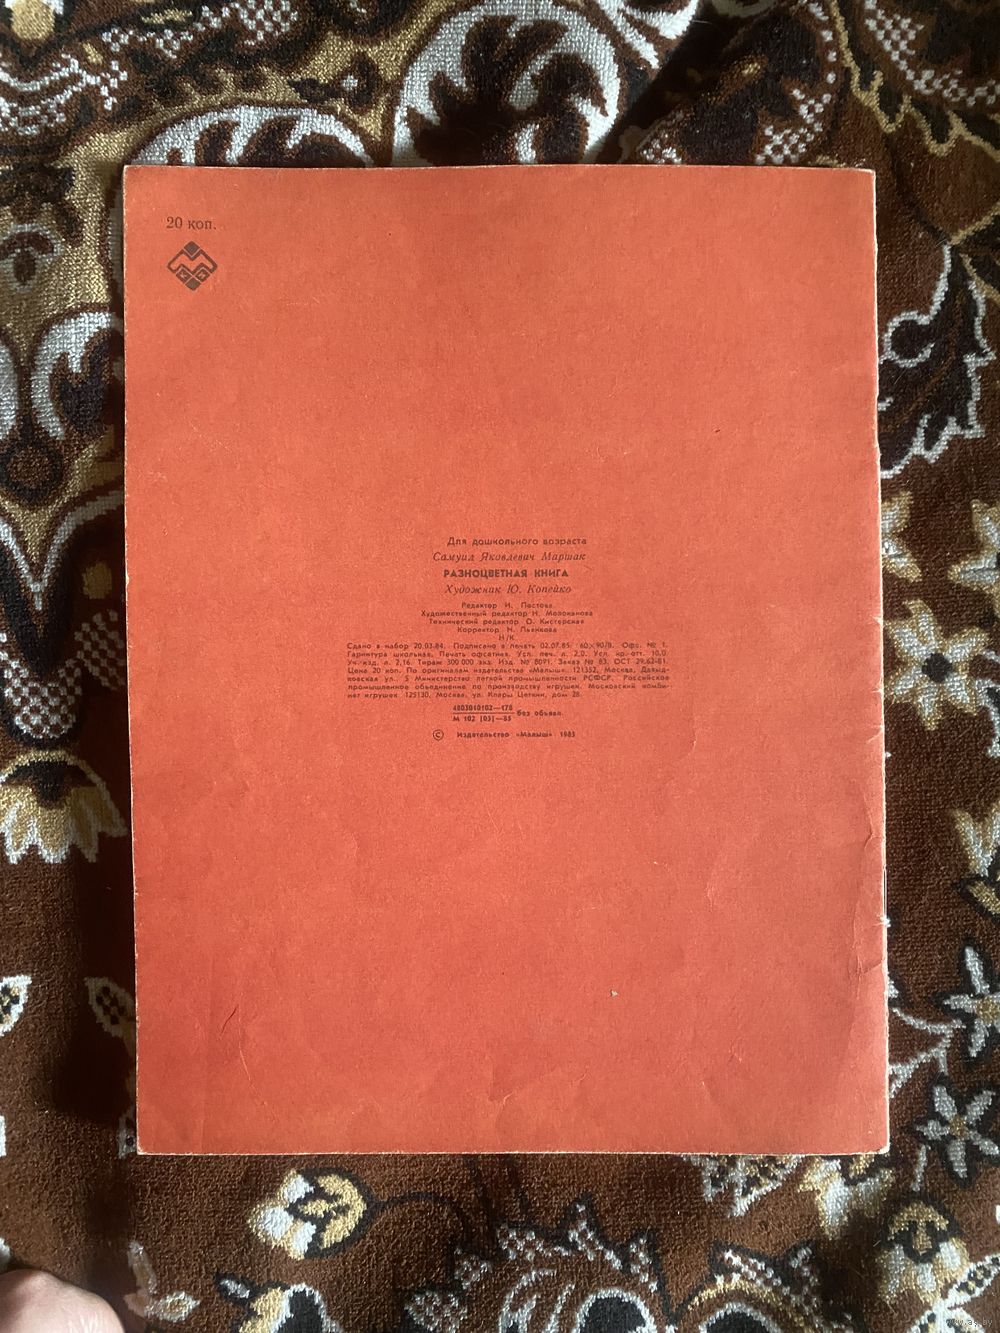 20 коп.
Для дошкольного возраста
Самуил Яковлевич Маршак
РАЗНОЦВЕТНАЯ КНИГА
Художник Ю. Копейко
Редактор И.
Художественный редактор Н. Молоканова
Технический редактор О. Кистерская
Корректор Н. Пьянкова
Н/К
Сдано в набор 20.03.84. Подписано в печать 02.07.85. 60×90/8. Офс. № 1.
Гарнитура школьная. Печать офсетная. Усл. печ. л. 2,0. Усл. кр.-отт. 10,0.
Уч.-изд. л. 2,16. Тираж 300 000 экз. Изд. № 8091. Заказ № 83. ОСТ 29.62-81.
Цена 20 коп. По оригиналам издательства «Малыш». 121352, Москва, Давыд-
ковская ул. 5 Министерство легкой промышленности РСФСР. Российское
промышленное объединение по производству игрушек. Московский комби-
нат игрушек 125130, Москва, ул. Клары Цеткин, дом 28.
4803010102—178
М 102 (03)—85 без объявл.
© Издательство «Малыш» 1985